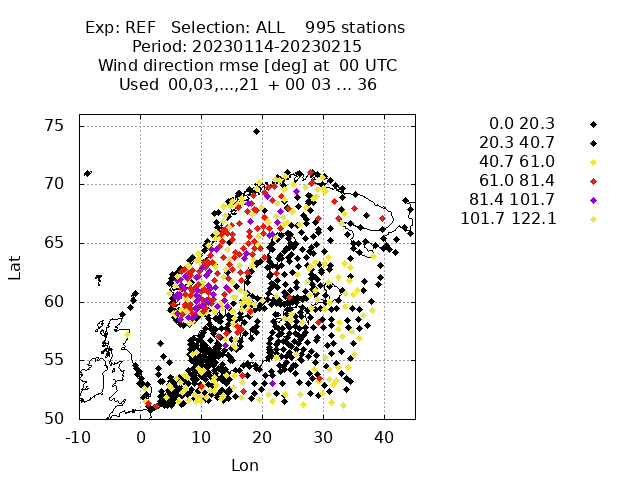 Exp: REF Selection: ALL 995 stations
Period: 20230114-20230215
Wind direction rmse [deg] at 00 UTC
Used 00,03,...,21 + 00 03 ... 36
0.0 20.3
20.3 40.7
40.7 61.0
61.0 81.4
81.4 101.7
101.7 122.1
75
70
65
60
55
50
Lat
-10 0 10 20 30 40
Lon